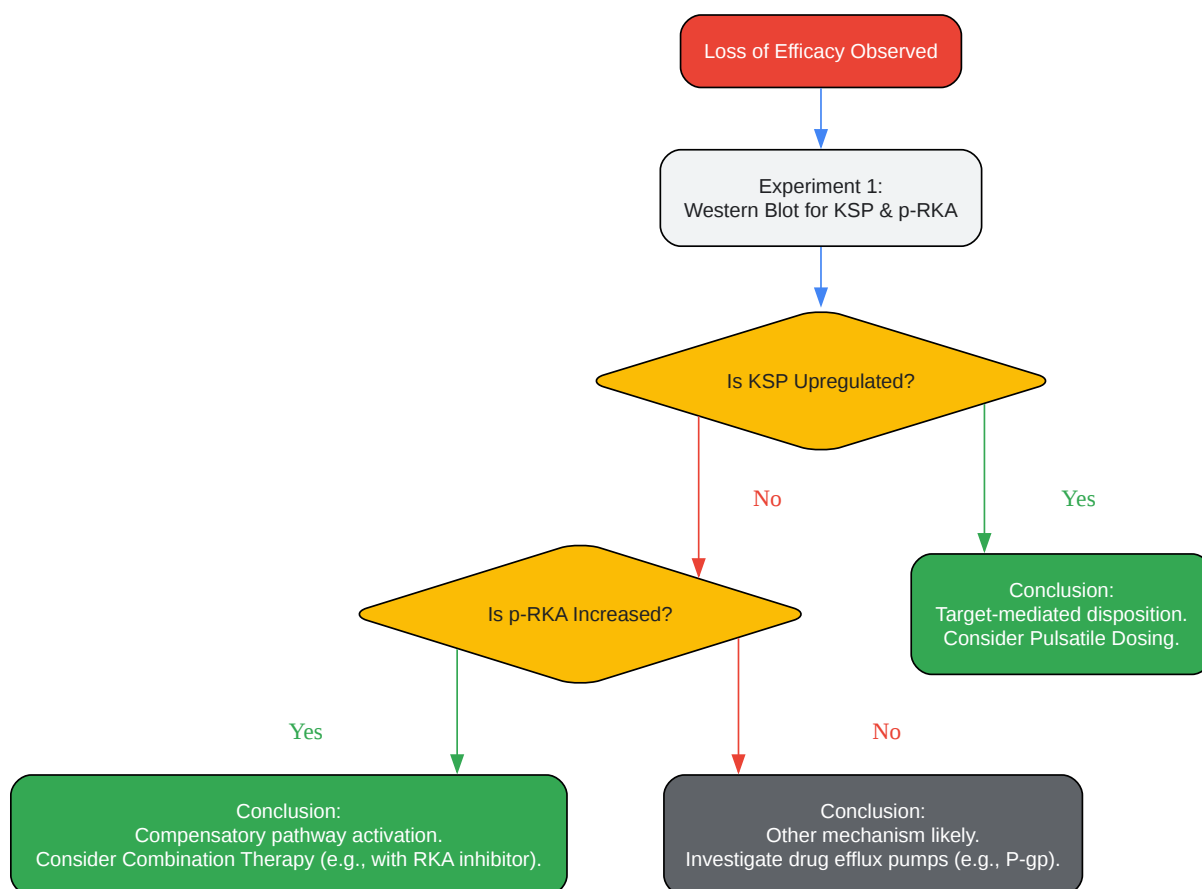 Loss of Efficacy Observed
Experiment 1:
Western Blot for KSP & p-RKA
Is KSP Upregulated?
No
Yes
Is p-RKA Increased?
Conclusion:
Target-mediated disposition.
Consider Pulsatile Dosing.
Yes
No
Conclusion:
Compensatory pathway activation.
Consider Combination Therapy (e.g., with RKA inhibitor).
Conclusion:
Other mechanism likely.
Investigate drug efflux pumps (e.g., P-gp).